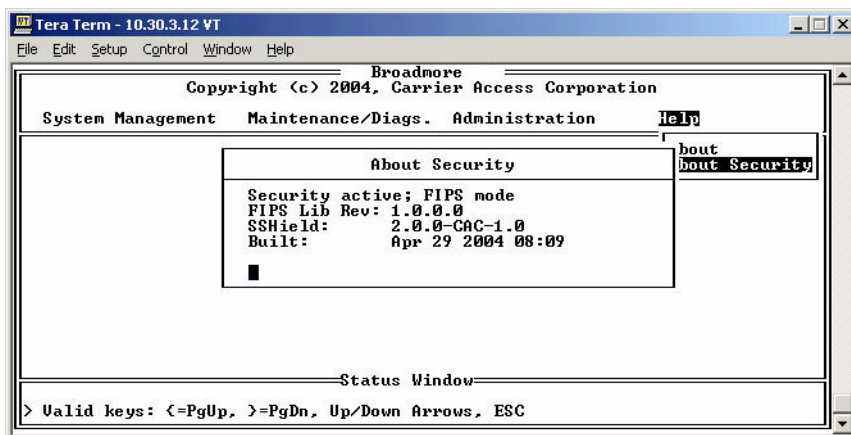 Tera Term - 10.30.3.12 VT
File Edit Setup Control Window Help
Broadmore
Copyright (c) 2004, Carrier Access Corporation
System Management Maintenance/Diags. Administration Help
About Security
bout
bout Security
Security active; FIPS mode
FIPS Lib Rev: 1.0.0.0
SSHield: 2.0.0-CAC-1.0
Built: Apr 29 2004 08:09
Status Window
> Valid keys: {=PgUp, }=PgDn, Up/Down Arrows, ESC